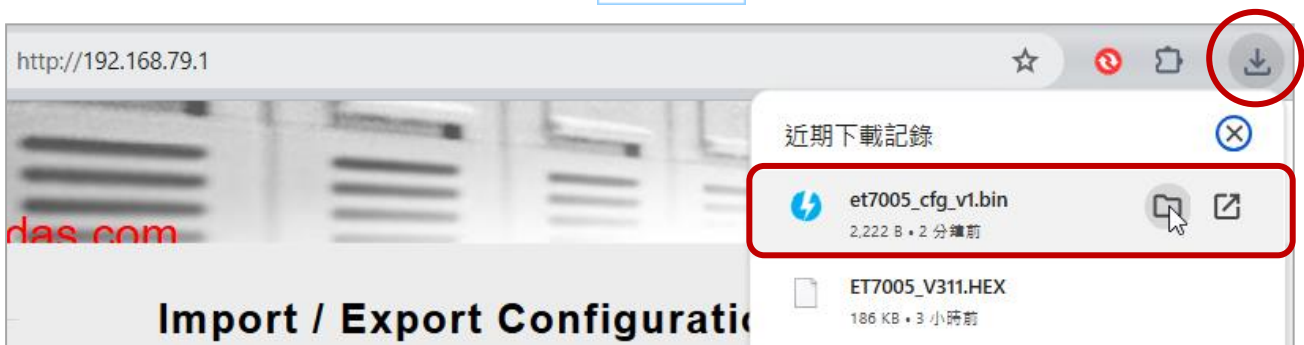 http://192.168.79.1
近期下載記錄
et7005_cfg_v1.bin
2,222 B • 2 分鐘前
das.com
ET7005_V311.HEX
186 KB • 3 小時前
Import / Export Configuratio